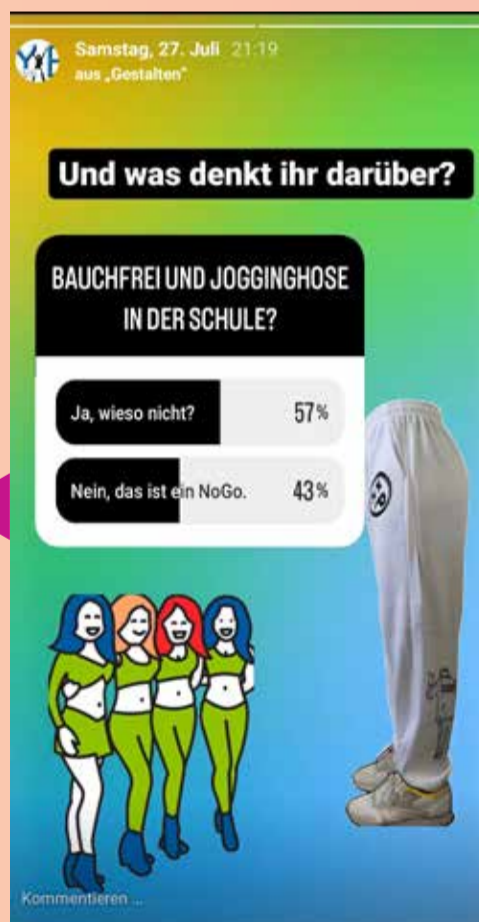 Samstag, 27. Juli 21:19
aus „Gestalten“
Und was denkt ihr darüber?
BAUCHFREI UND JOGGINGHOSE
IN DER SCHULE?
Ja, wieso nicht? 57%
Nein, das ist ein NoGo. 43%
Kommentieren ...